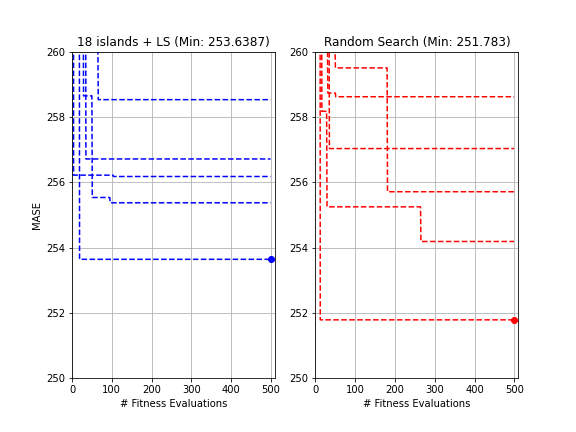 18 islands + LS (Min: 253.6387)
Random Search (Min: 251.783)
MASE
260
258
256
254
252
250
0 100 200 300 400 500
# Fitness Evaluations
260
258
256
254
252
250
0 100 200 300 400 500
# Fitness Evaluations